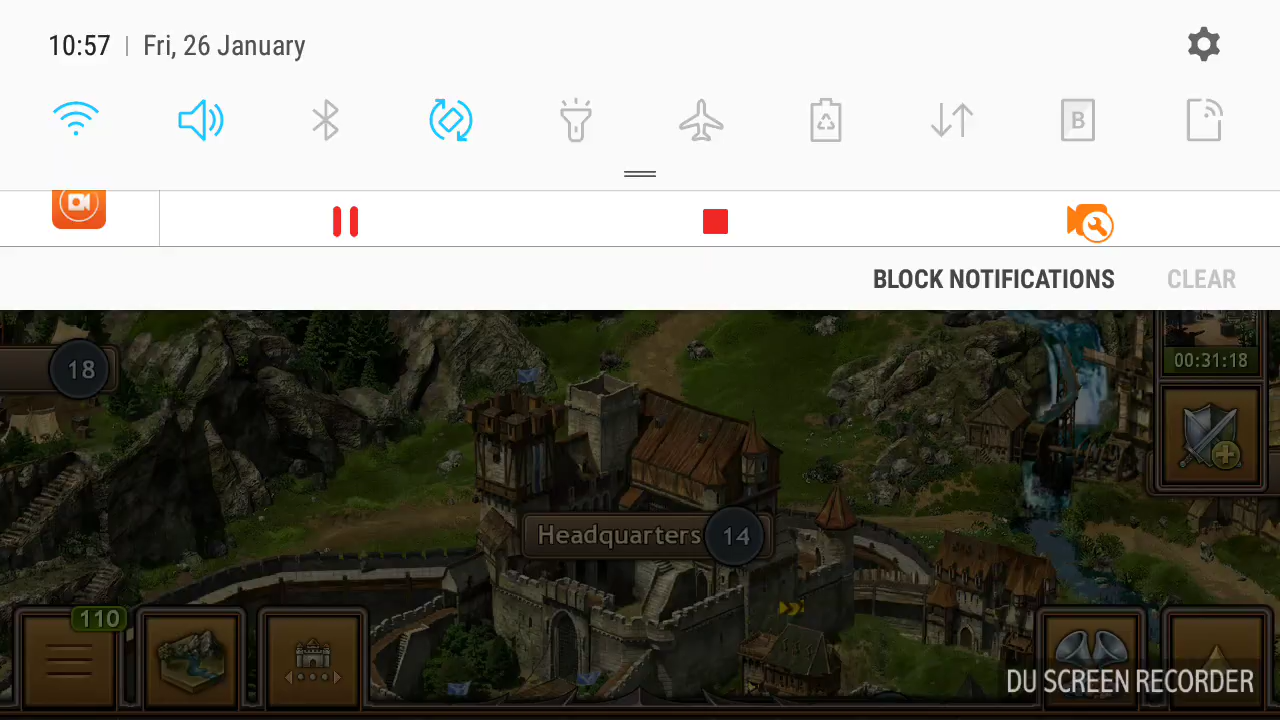 10:57 | Fri, 26 January
B
BLOCK NOTIFICATIONS CLEAR
18
00:31:18
Headquarters 14
110
DU SCREEN RECORDER